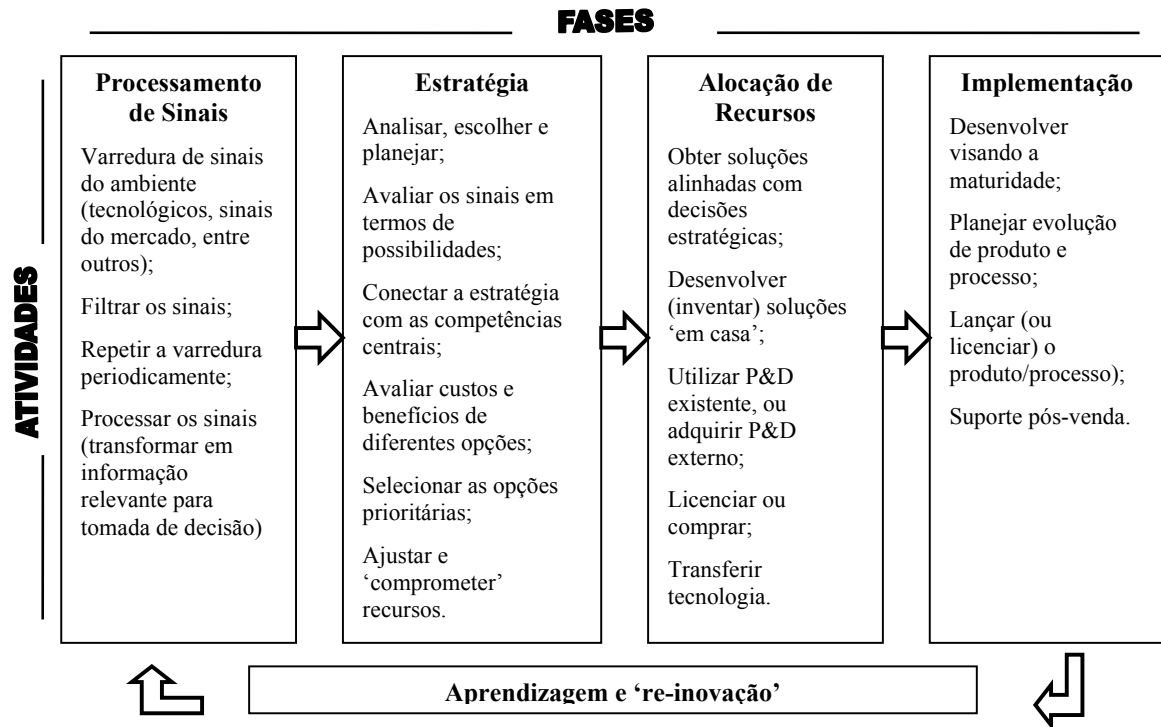 FASES
ATIVIDADES
Processamento
de Sinais
Varredura de sinais
do ambiente
(tecnológicos, sinais
do mercado, entre
outros);
Filtrar os sinais;
Repetir a varredura
periodicamente;
Processar os sinais
(transformar em
informação
relevante para
tomada de decisão)
Estratégia
Analisar, escolher e
planejar;
Avaliar os sinais em
termos de
possibilidades;
Conectar a estratégia
com as competências
centrais;
Avaliar custos e
benefícios de
diferentes opções;
Selecionar as opções
prioritárias;
Ajustar e
‘comprometer’
recursos.
Alocação de
Recursos
Obter soluções
alinhadas com
decisões
estratégicas;
Desenvolver
(inventar) soluções
‘em casa’;
Utilizar P&D
existente, ou
adquirir P&D
externo;
Licenciar ou
comprar;
Transferir
tecnologia.
Implementação
Desenvolver
visando a
maturidade;
Planejar evolução
de produto e
processo;
Lançar (ou
licenciar) o
produto/processo);
Suporte pós-venda.
Aprendizagem e ‘re-inovação’